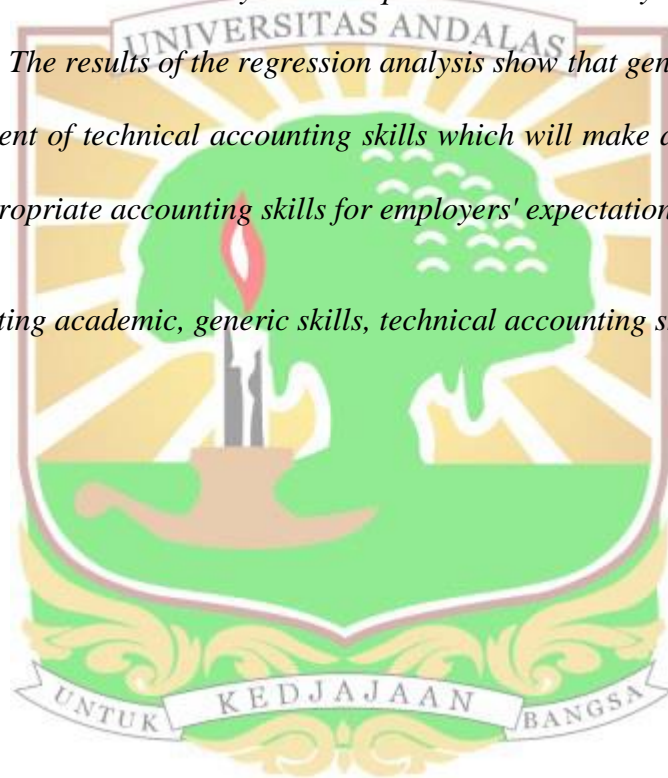 UNIVERSITAS ANDALAS
The results of the regression analysis show that gen
ent of technical accounting skills which will make a
ropriate accounting skills for employers' expectation
ting academic, generic skills, technical accounting s
UNTUK KEDJAJAAN BANGSA